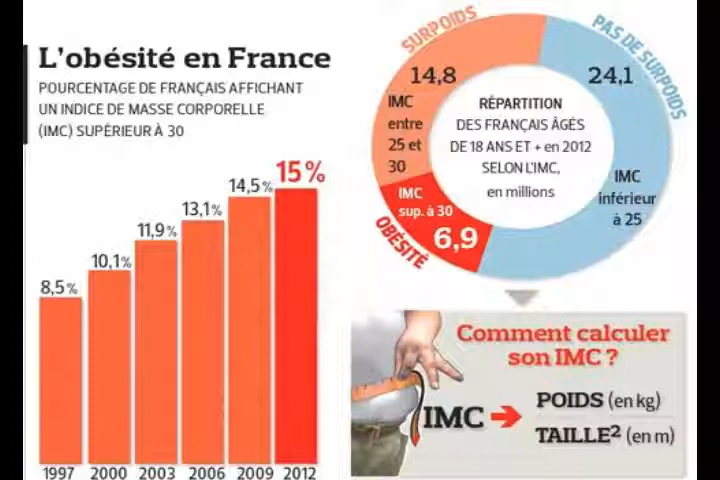 L'obésité en France
POURCENTAGE DE FRANÇAIS AFFICHANT
UN INDICE DE MASSE CORPORELLE
(IMC) SUPÉRIEUR À 30
8,5%
10,1%
11,9%
13,1%
14,5%
15%
1997 2000 2003 2006 2009 2012
SURPOIDS
14,8
IMC
entre
25 et
30
PAS DE SURPOIDS
24,1
IMC
inférieur
à 25
RÉPARTITION
DES FRANÇAIS ÂGÉS
DE 18 ANS ET + en 2012
SELON L'IMC,
en millions
IMC
sup. à 30
6,9
OBÉSITÉ
Comment calculer
son IMC ?
IMC
POIDS (en kg)
TAILLE² (en m)